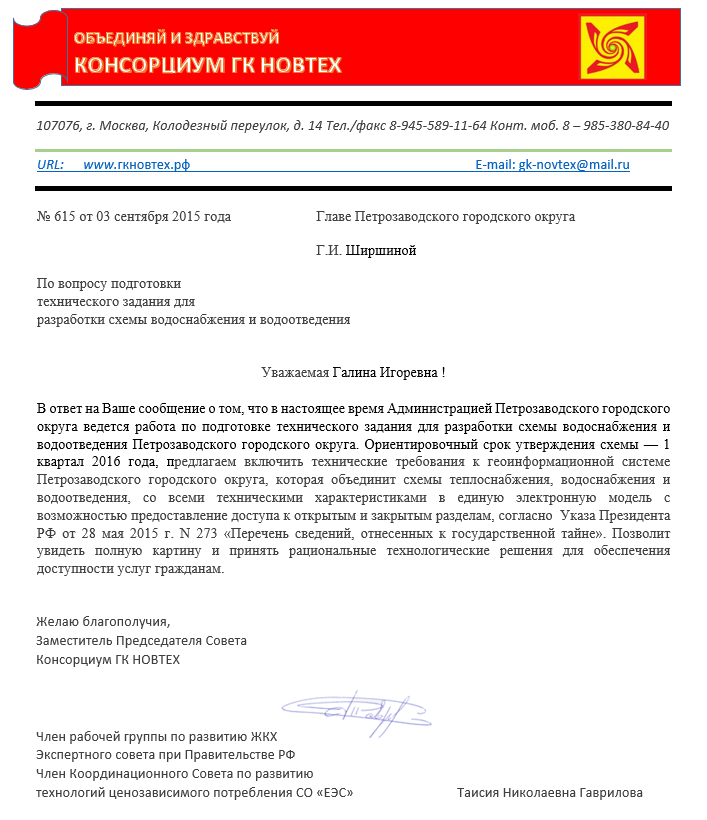 ОБЪЕДИНЯЙ И ЗДРАВСТВУЙ
КОНСОРЦИУМ ГК НОВТЕХ
107076, г. Москва, Колодезный переулок, д. 14 Тел./факс 8-945-589-11-64 Конт. моб. 8 – 985-380-84-40
URL: www.гкновтех.рф E-mail: gk-novtex@mail.ru
№ 615 от 03 сентября 2015 года Главе Петрозаводского городского округа
Г.И. Ширшиной
По вопросу подготовки
технического задания для
разработки схемы водоснабжения и водоотведения
Уважаемая Галина Игоревна !
В ответ на Ваше сообщение о том, что в настоящее время Администрацией Петрозаводского городского
округа ведется работа по подготовке технического задания для разработки схемы водоснабжения и
водоотведения Петрозаводского городского округа. Ориентировочный срок утверждения схемы — 1
квартал 2016 года, предлагаем включить технические требования к геоинформационной системе
Петрозаводского городского округа, которая объединит схемы теплоснабжения, водоснабжения и
водоотведения, со всеми техническими характеристиками в единую электронную модель с
возможностью предоставление доступа к открытым и закрытым разделам, согласно Указа Президента
РФ от 28 мая 2015 г. N 273 «Перечень сведений, отнесенных к государственной тайне». Позволит
увидеть полную картину и принять рациональные технологические решения для обеспечения
доступности услуг гражданам.
Желаю благополучия,
Заместитель Председателя Совета
Консорциум ГК НОВТЕХ
Член рабочей группы по развитию ЖКХ
Экспертного совета при Правительстве РФ
Член Координационного Совета по развитию
технологий ценозависимого потребления СО «ЕЭС» Таисия Николаевна Гаврилова